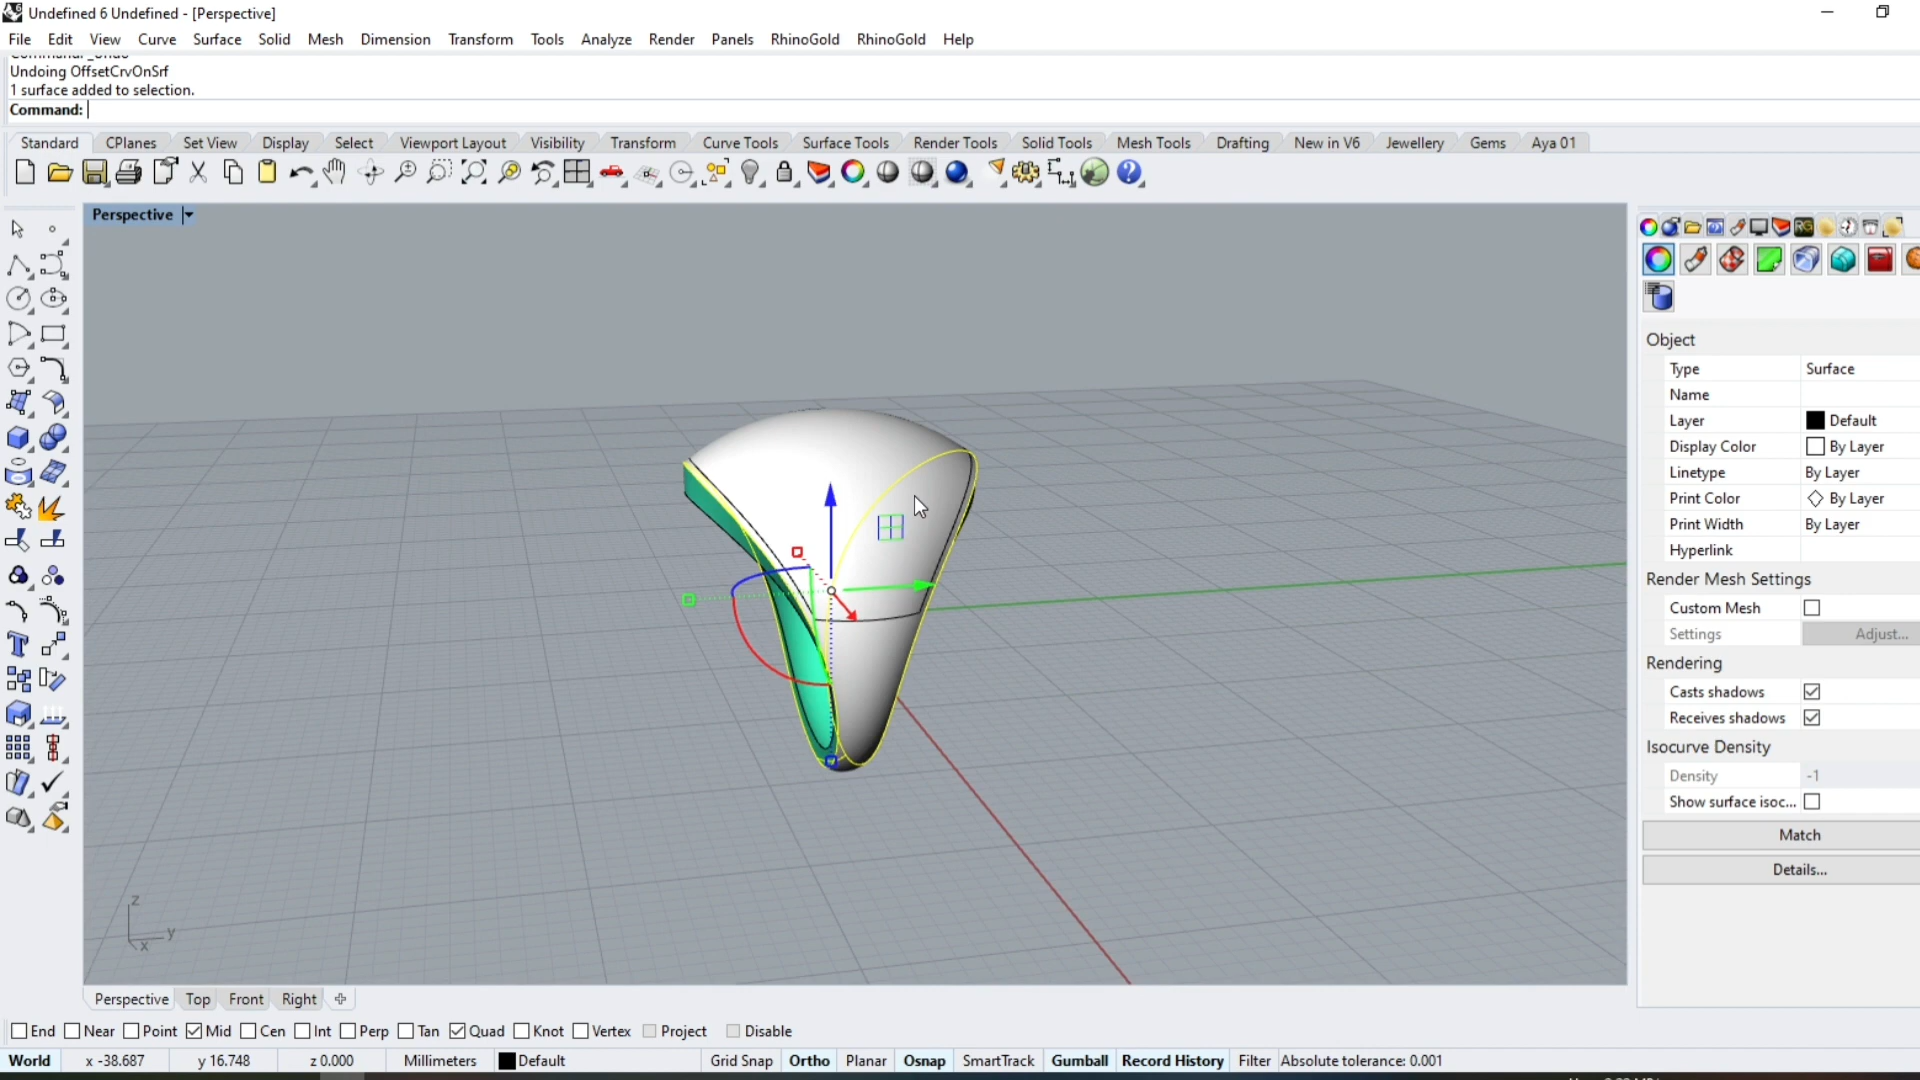 Undefined 6 Undefined - [Perspective]
File Edit View Curve Surface Solid Mesh Dimension Transform Tools Analyze Render Panels RhinoGold RhinoGold Help
Undoing OffsetCrvOnSrf
1 surface added to selection.
Command:
Standard CPlanes Set View Display Select Viewport Layout Visibility Transform Curve Tools Surface Tools Render Tools Solid Tools Mesh Tools Drafting New in V6 Jewellery Gems Aya 01
Perspective
Object
Type Surface
Name
Layer Default
Display Color By Layer
Linetype By Layer
Print Color By Layer
Print Width By Layer
Hyperlink
Render Mesh Settings
Custom Mesh
Settings Adjust...
Rendering
Casts shadows
Receives shadows
Isocurve Density
Density -1
Show surface isoc...
Match
Details...
z
y
x
Perspective Top Front Right
End Near Point Mid Cen Int Perp Tan Quad Knot Vertex Project Disable
World x -38.687 y 16.748 z 0.000 Millimeters Default Grid Snap Ortho Planar Osnap SmartTrack Gumball Record History Filter Absolute tolerance: 0.001